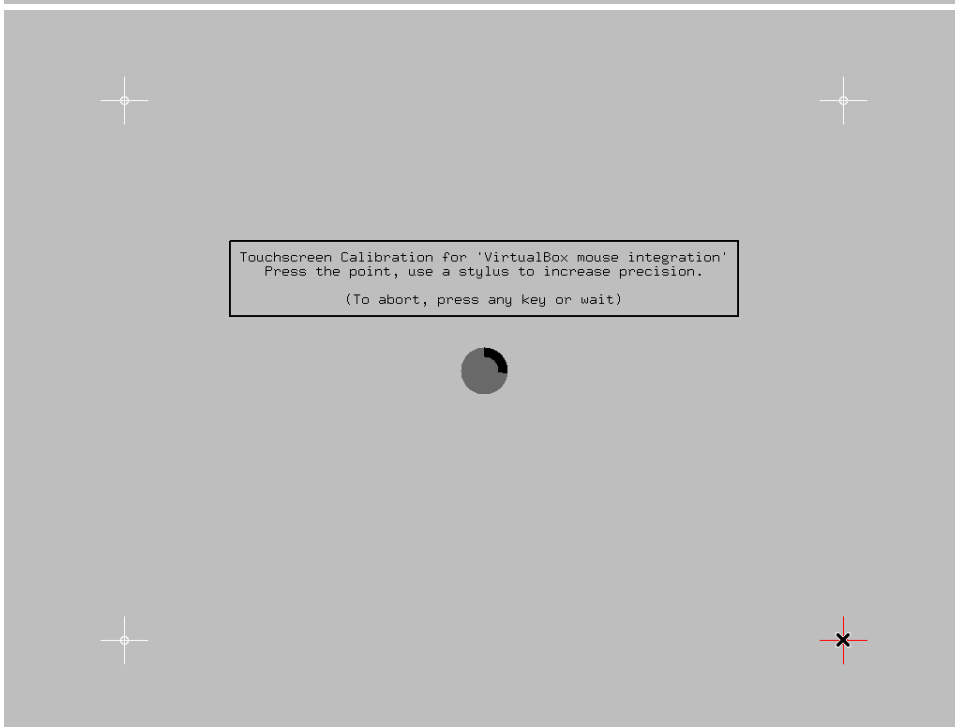 Touchscreen Calibration for 'VirtualBox mouse integration'
Press the point, use a stylus to increase precision.
(To abort, press any key or wait)